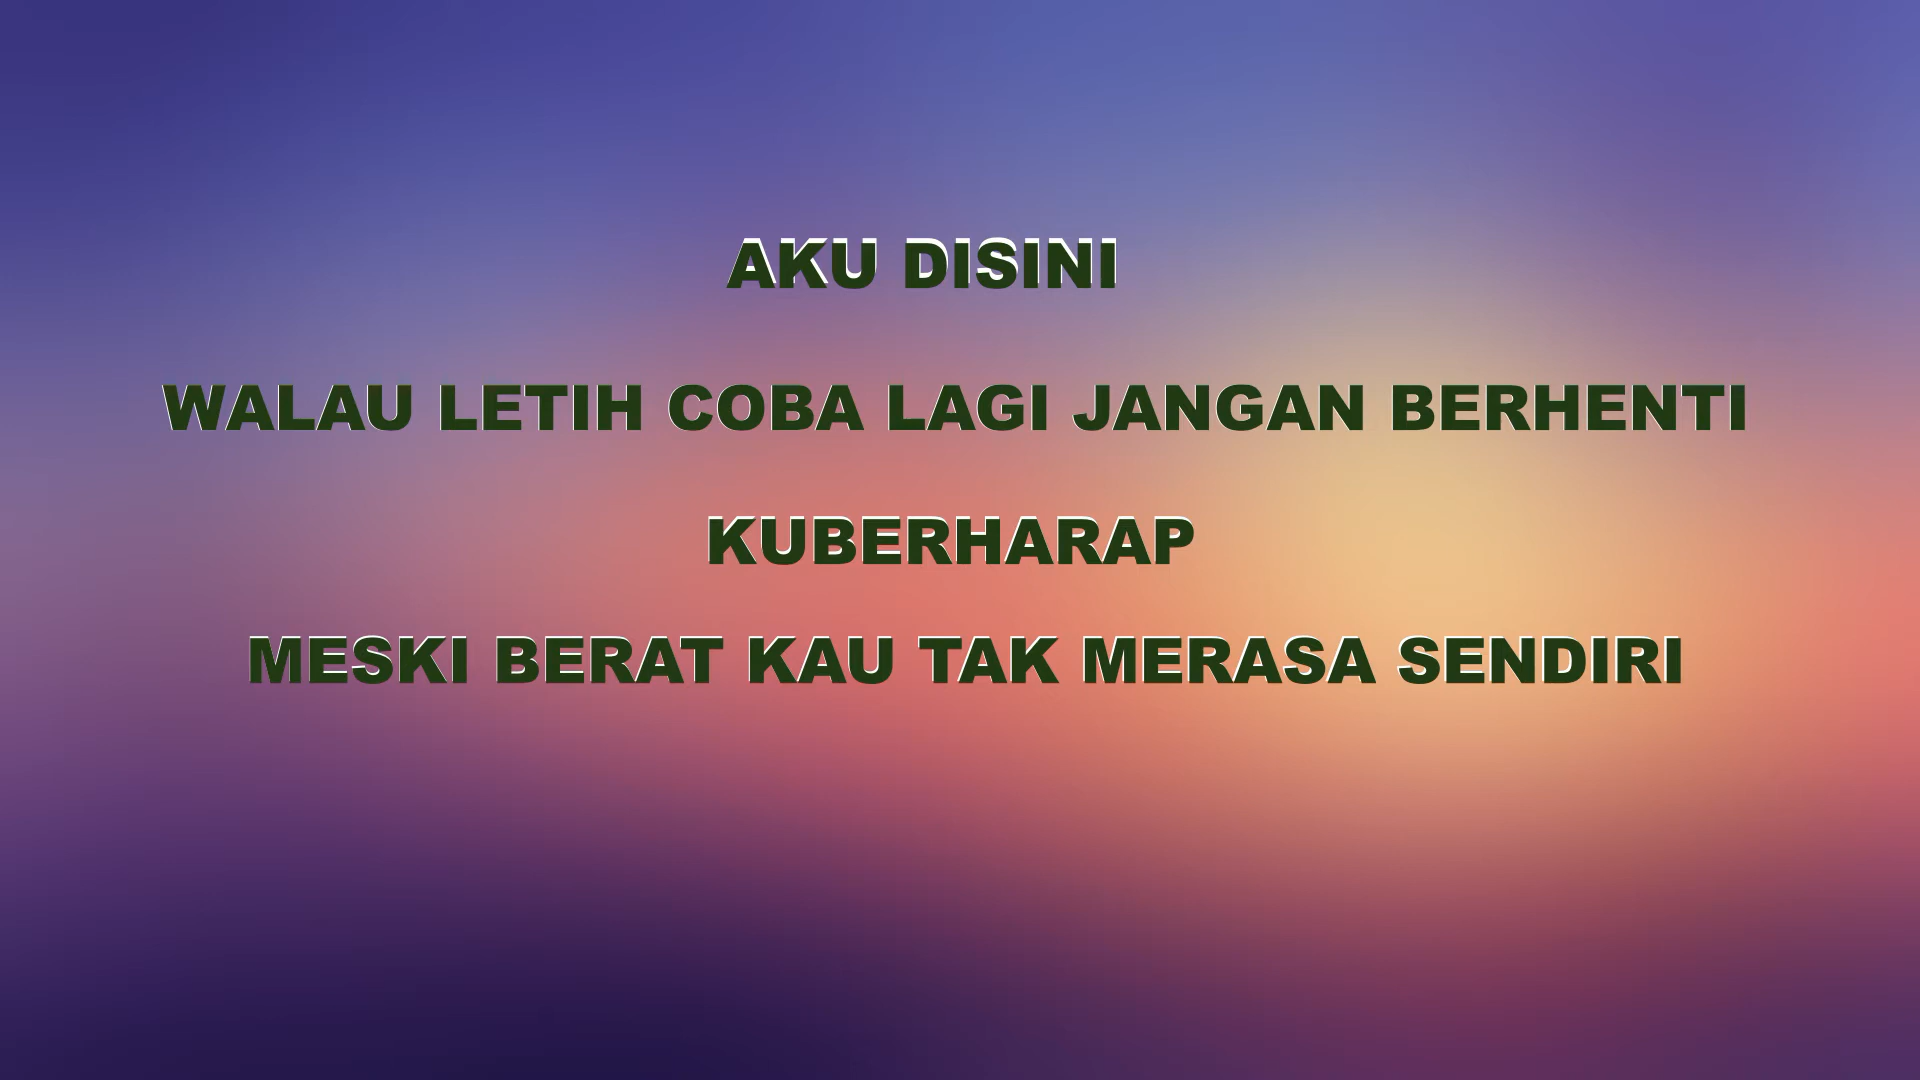 AKU DISINI
WALAU LETIH COBA LAGI JANGAN BERHENTI
KUBERHARAP
MESKI BERAT KAU TAK MERASA SENDIRI